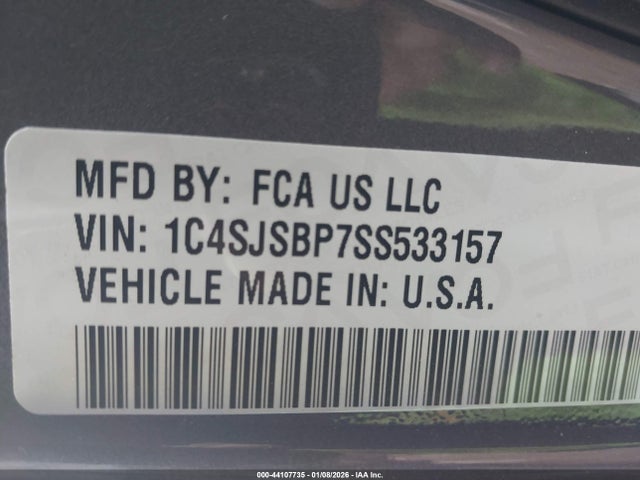 MFD BY: FCA US LLC
VIN: 1C4SJSBP7SS533157
VEHICLE MADE IN: U.S.A.
000-44107735 - 01/08/2026 - IAA Inc.